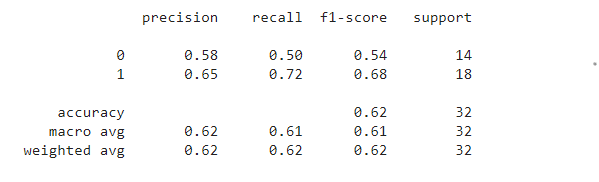 precision recall f1-score support
0 0.58 0.50 0.54 14
1 0.65 0.72 0.68 18
accuracy 0.62 32
macro avg 0.62 0.61 0.61 32
weighted avg 0.62 0.62 0.62 32